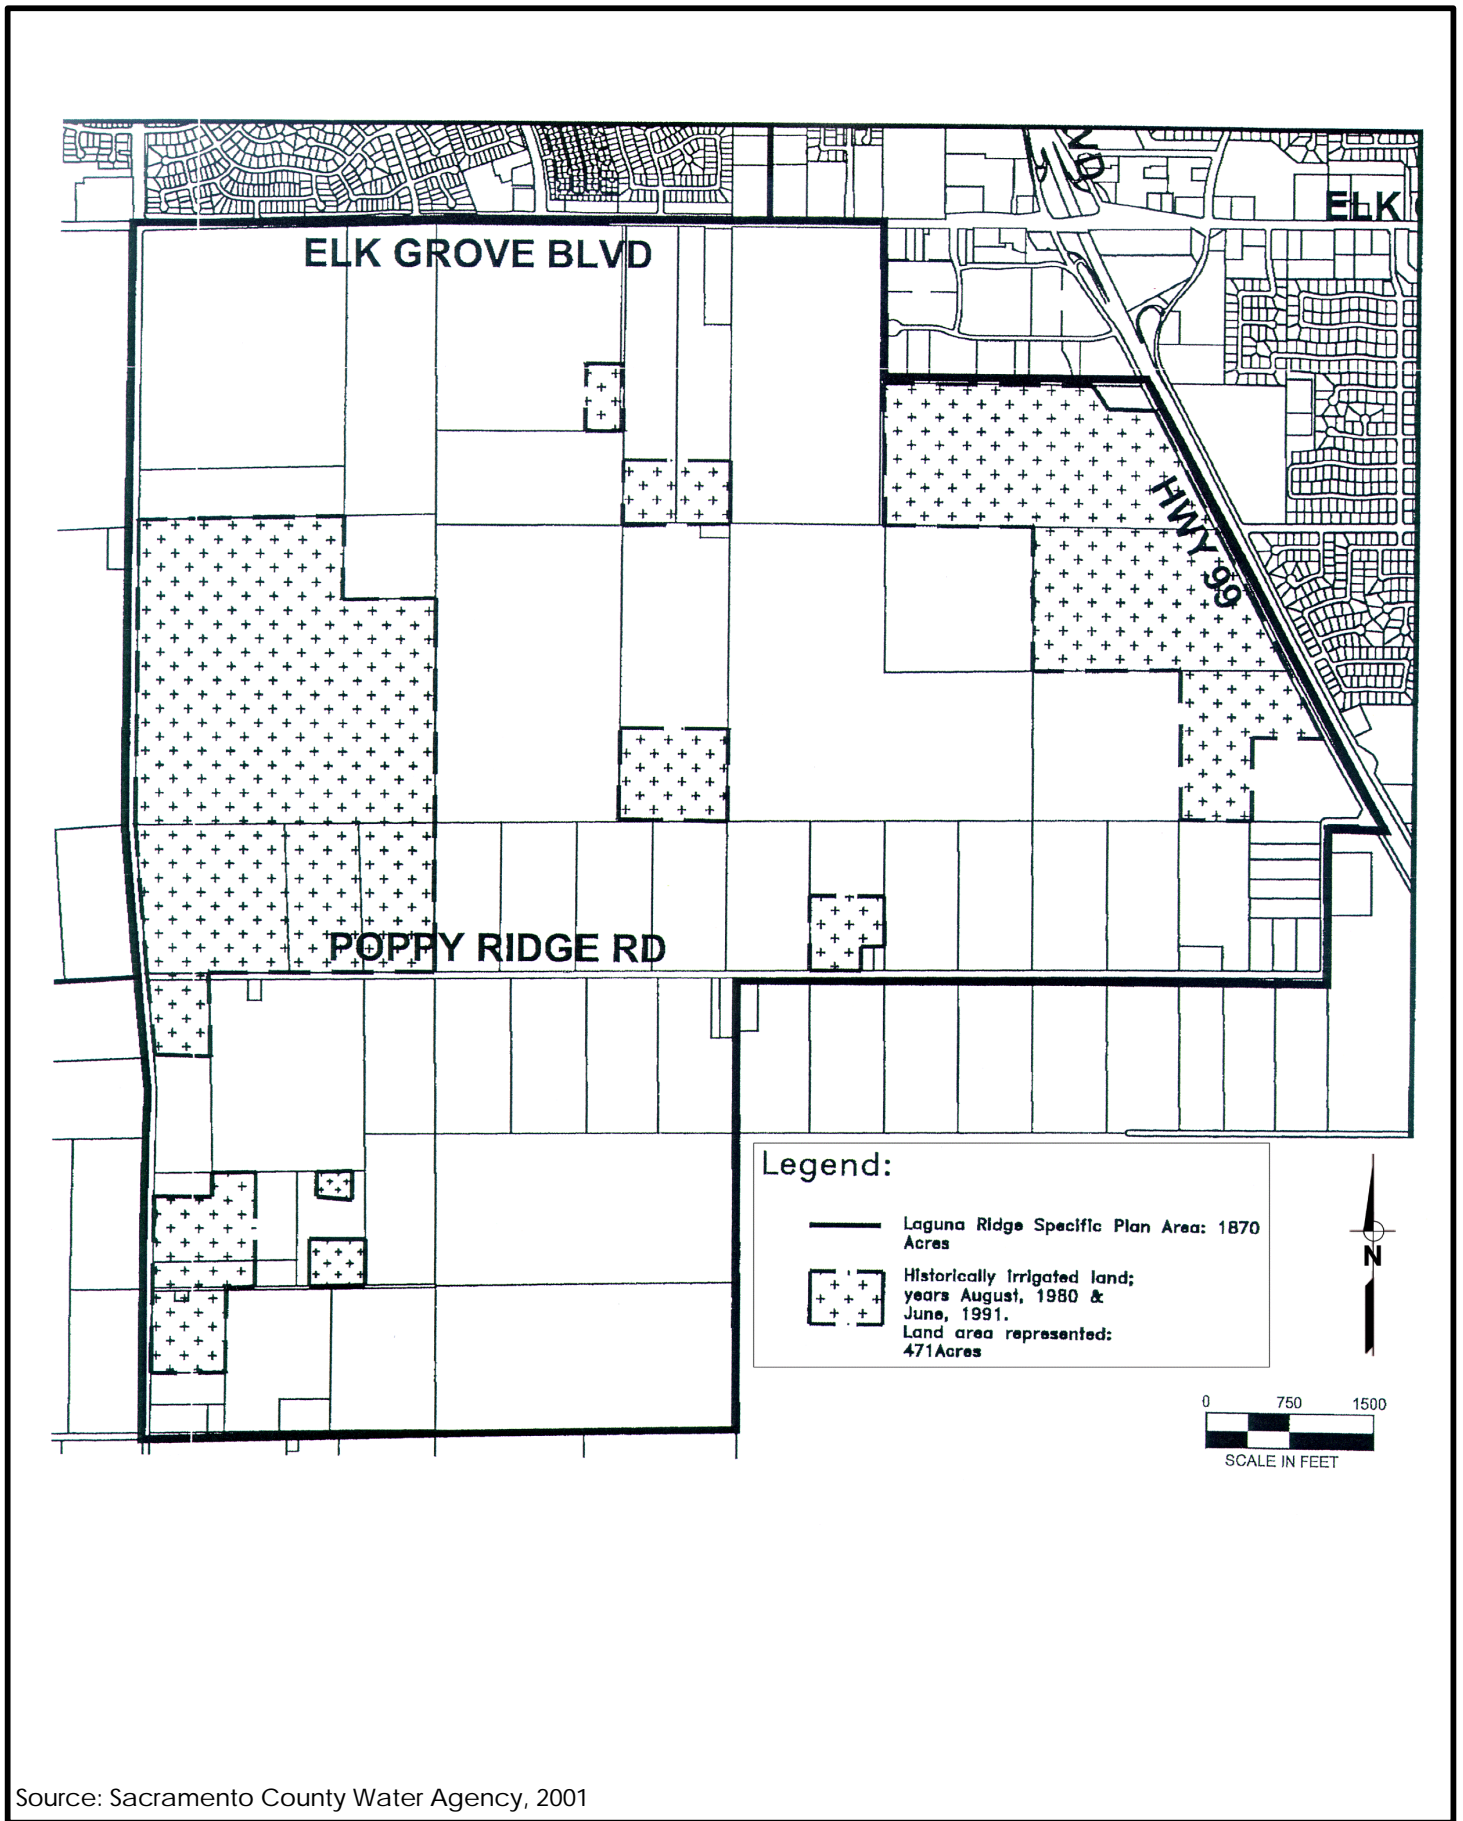 VD
ELK
ELK GROVE BLVD
HWY 99
POPPY RIDGE RD
Legend:
Laguna Ridge Specific Plan Area: 1870
Acres
Historically irrigated land;
years August, 1980 &
June, 1991.
Land area represented:
471Acres
N
0 750 1500
SCALE IN FEET
Source: Sacramento County Water Agency, 2001